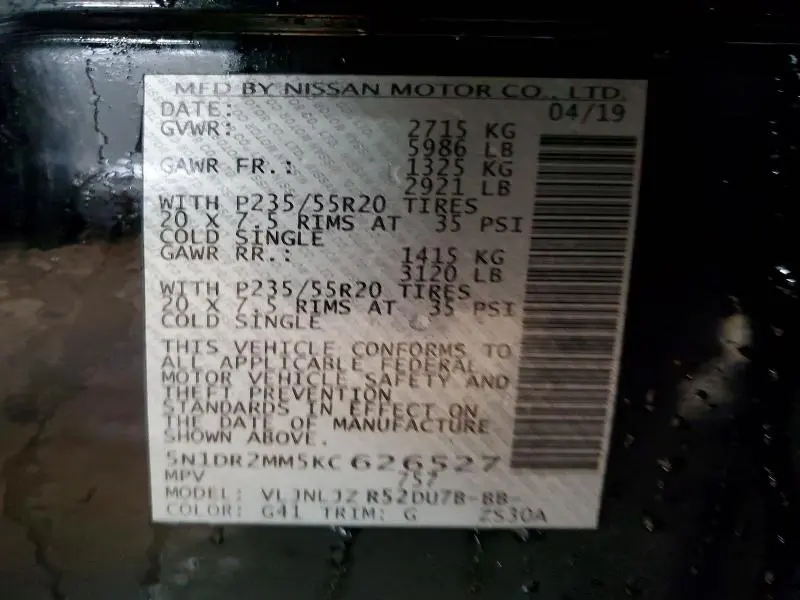 MFD BY NISSAN MOTOR CO., LTD.
DATE: 04/19
GVWR: 2715 KG
5986 LB
GAWR FR.: 1325 KG
2921 LB
WITH P235/55R20 TIRES
20 X 7.5 RIMS AT 35 PSI
COLD SINGLE
GAWR RR.: 1415 KG
3120 LB
WITH P235/55R20 TIRES
20 X 7.5 RIMS AT 35 PSI
COLD SINGLE
THIS VEHICLE CONFORMS TO
ALL APPLICABLE FEDERAL
MOTOR VEHICLE SAFETY AND
THEFT PREVENTION
STANDARDS IN EFFECT ON
THE DATE OF MANUFACTURE
SHOWN ABOVE.
5N1DR2MM5KC626527
MPV 757
MODEL: VLJNLJZ R52DU7B-BB-
COLOR: G41 TRIM: G ZS30A